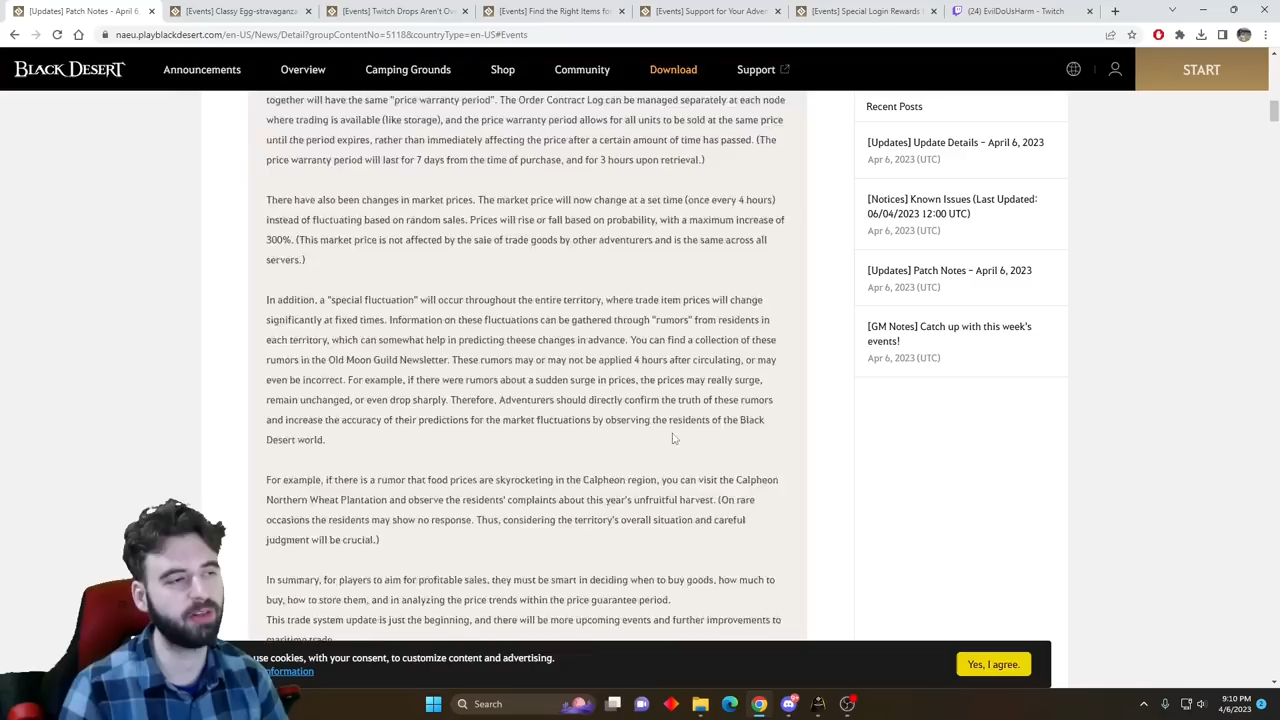 [Updates] Patch Notes - April 6,
[Events] Classy Egg-stravaganz
[Events] Twitch Drops Aren't Ov
[Events] Find the Right Items fo
[Events] Support for Your Adven
[Events] Special Login Rewards
(24) EvilDoUsHarm - Twitch
naeu.playblackdesert.com/en-US/News/Detail?groupContentNo=5118&countryType=en-US#Events
BLACK DESERT
Announcements
Overview
Camping Grounds
Shop
Community
Download
Support
START
together will have the same "price warranty period". The Order Contract Log can be managed separately at each node
where trading is available (like storage), and the price warranty period allows for all units to be sold at the same price
until the period expires, rather than immediately affecting the price after a certain amount of time has passed. (The
price warranty period will last for 7 days from the time of purchase, and for 3 hours upon retrieval.)
There have also been changes in market prices. The market price will now change at a set time (once every 4 hours)
instead of fluctuating based on random sales. Prices will rise or fall based on probability, with a maximum increase of
300%. (This market price is not affected by the sale of trade goods by other adventurers and is the same across all
servers.)
In addition, a "special fluctuation" will occur throughout the entire territory, where trade item prices will change
significantly at fixed times. Information on these fluctuations can be gathered through "rumors" from residents in
each territory, which can somewhat help in predicting theese changes in advance. You can find a collection of these
rumors in the Old Moon Guild Newsletter. These rumors may or may not be applied 4 hours after circulating, or may
even be incorrect. For example, if there were rumors about a sudden surge in prices, the prices may really surge,
remain unchanged, or even drop sharply. Therefore, Adventurers should directly confirm the truth of these rumors
and increase the accuracy of their predictions for the market fluctuations by observing the residents of the Black
Desert world.
For example, if there is a rumor that food prices are skyrocketing in the Calpheon region, you can visit the Calpheon
Northern Wheat Plantation and observe the residents' complaints about this year's unfruitful harvest. (On rare
occasions the residents may show no response. Thus, considering the territory's overall situation and careful
judgment will be crucial.)
In summary, for players to aim for profitable sales, they must be smart in deciding when to buy goods, how much to
buy, how to store them, and in analyzing the price trends within the price guarantee period.
This trade system update is just the beginning, and there will be more upcoming events and further improvements to
maritime trade.
Recent Posts
[Updates] Update Details – April 6, 2023
Apr 6, 2023 (UTC)
[Notices] Known Issues (Last Updated:
06/04/2023 12:00 UTC)
Apr 6, 2023 (UTC)
[Updates] Patch Notes – April 6, 2023
Apr 6, 2023 (UTC)
[GM Notes] Catch up with this week's
events!
Apr 6, 2023 (UTC)
use cookies, with your consent, to customize content and advertising.
nformation
Yes, I agree.
Search
9:10 PM
4/6/2023